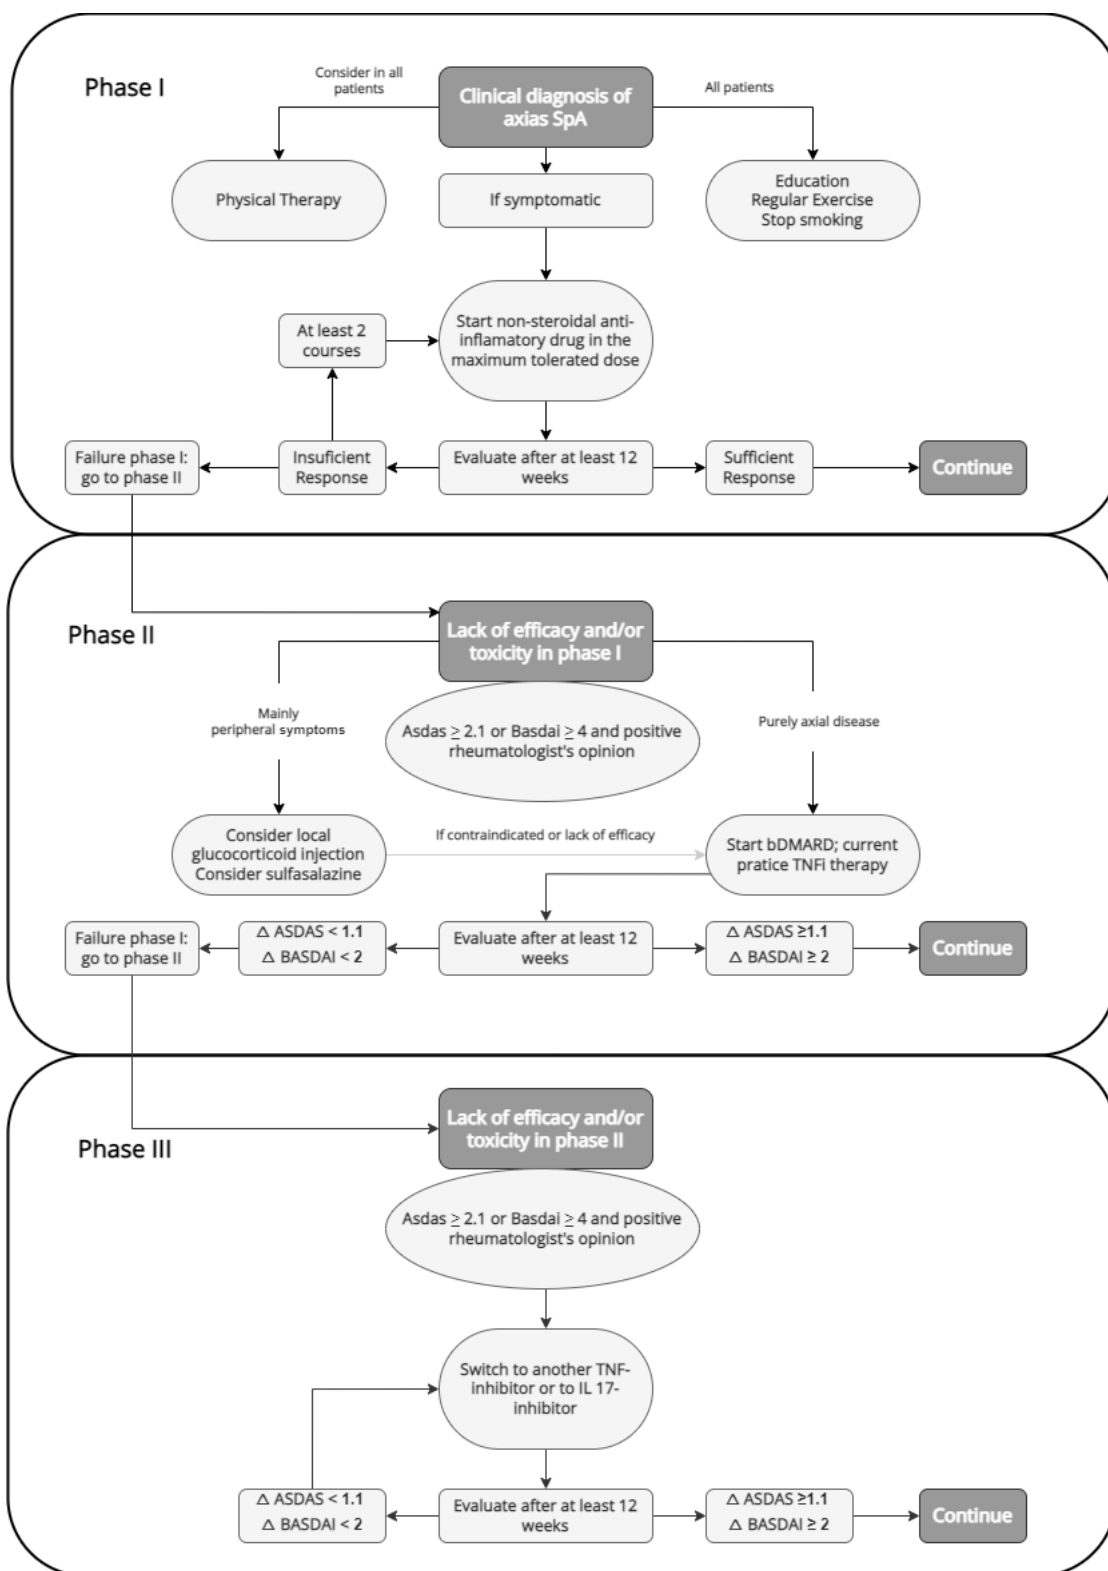 Phase I
Consider in all
patients
Clinical diagnosis of
axias SpA
All patients
Physical Therapy
If symptomatic
Education
Regular Exercise
Stop smoking
At least 2
courses
Start non-steroidal anti-
inflamatory drug in the
maximum tolerated dose
Failure phase I:
go to phase II
Insuficient
Response
Evaluate after at least 12
weeks
Sufficient
Response
Continue
Phase II
Lack of efficacy and/or
toxicity in phase I
Mainly
peripheral symptoms
Asdas ≥ 2.1 or Basdai ≥ 4 and positive
rheumatologist's opinion
Purely axial disease
Consider local
glucocorticoid injection
Consider sulfasalazine
If contraindicated or lack of efficacy
Start bDMARD; current
pratice TNFi therapy
Failure phase I:
go to phase II
△ ASDAS < 1.1
△ BASDAI < 2
Evaluate after at least 12
weeks
△ ASDAS ≥1.1
△ BASDAI ≥ 2
Continue
Phase III
Lack of efficacy and/or
toxicity in phase II
Asdas ≥ 2.1 or Basdai ≥ 4 and positive
rheumatologist's opinion
Switch to another TNF-
inhibitor or to IL 17-
inhibitor
△ ASDAS < 1.1
△ BASDAI < 2
Evaluate after at least 12
weeks
△ ASDAS ≥1.1
△ BASDAI ≥ 2
Continue